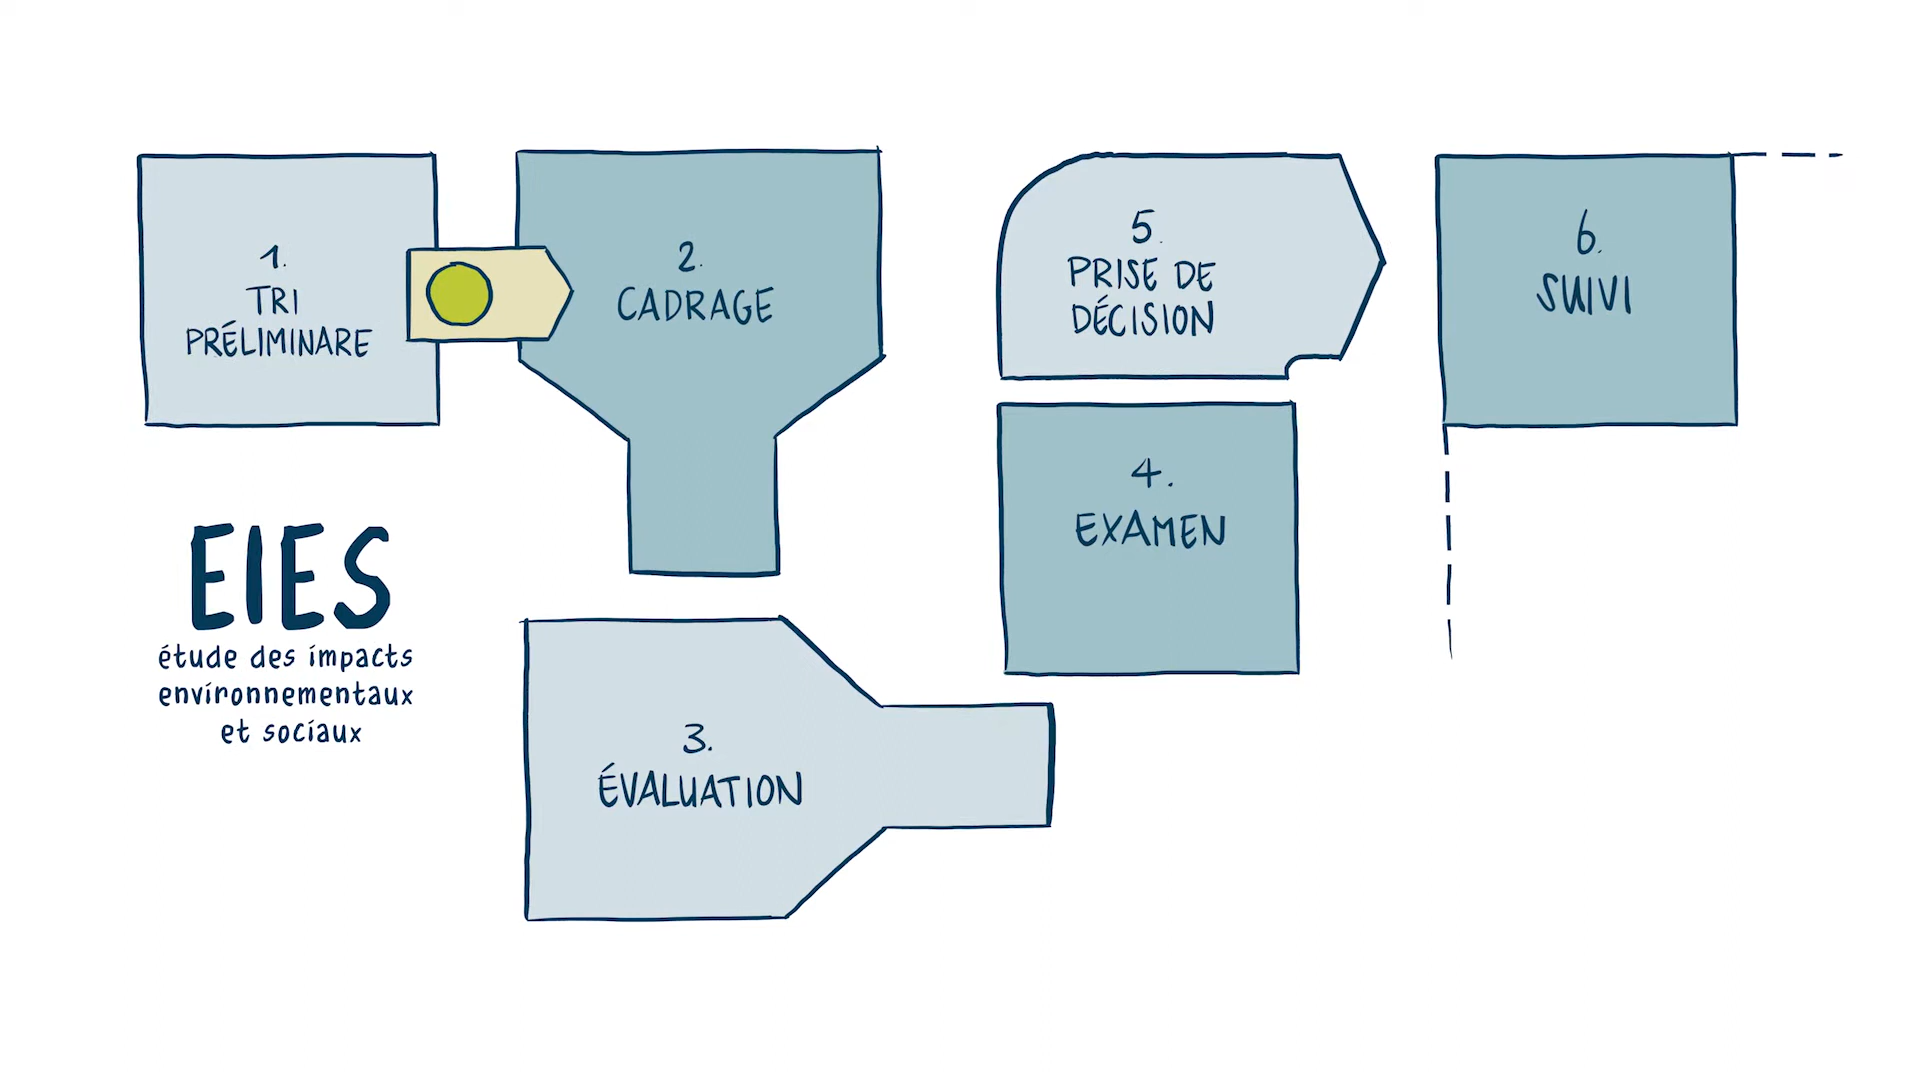 1.
TRI
PRÉLIMINARE
2.
CADRAGE
5.
PRISE DE
DÉCISION
6.
SUIVI
4.
EXAMEN
EIES
étude des impacts
environnementaux
et sociaux
3.
ÉVALUATION